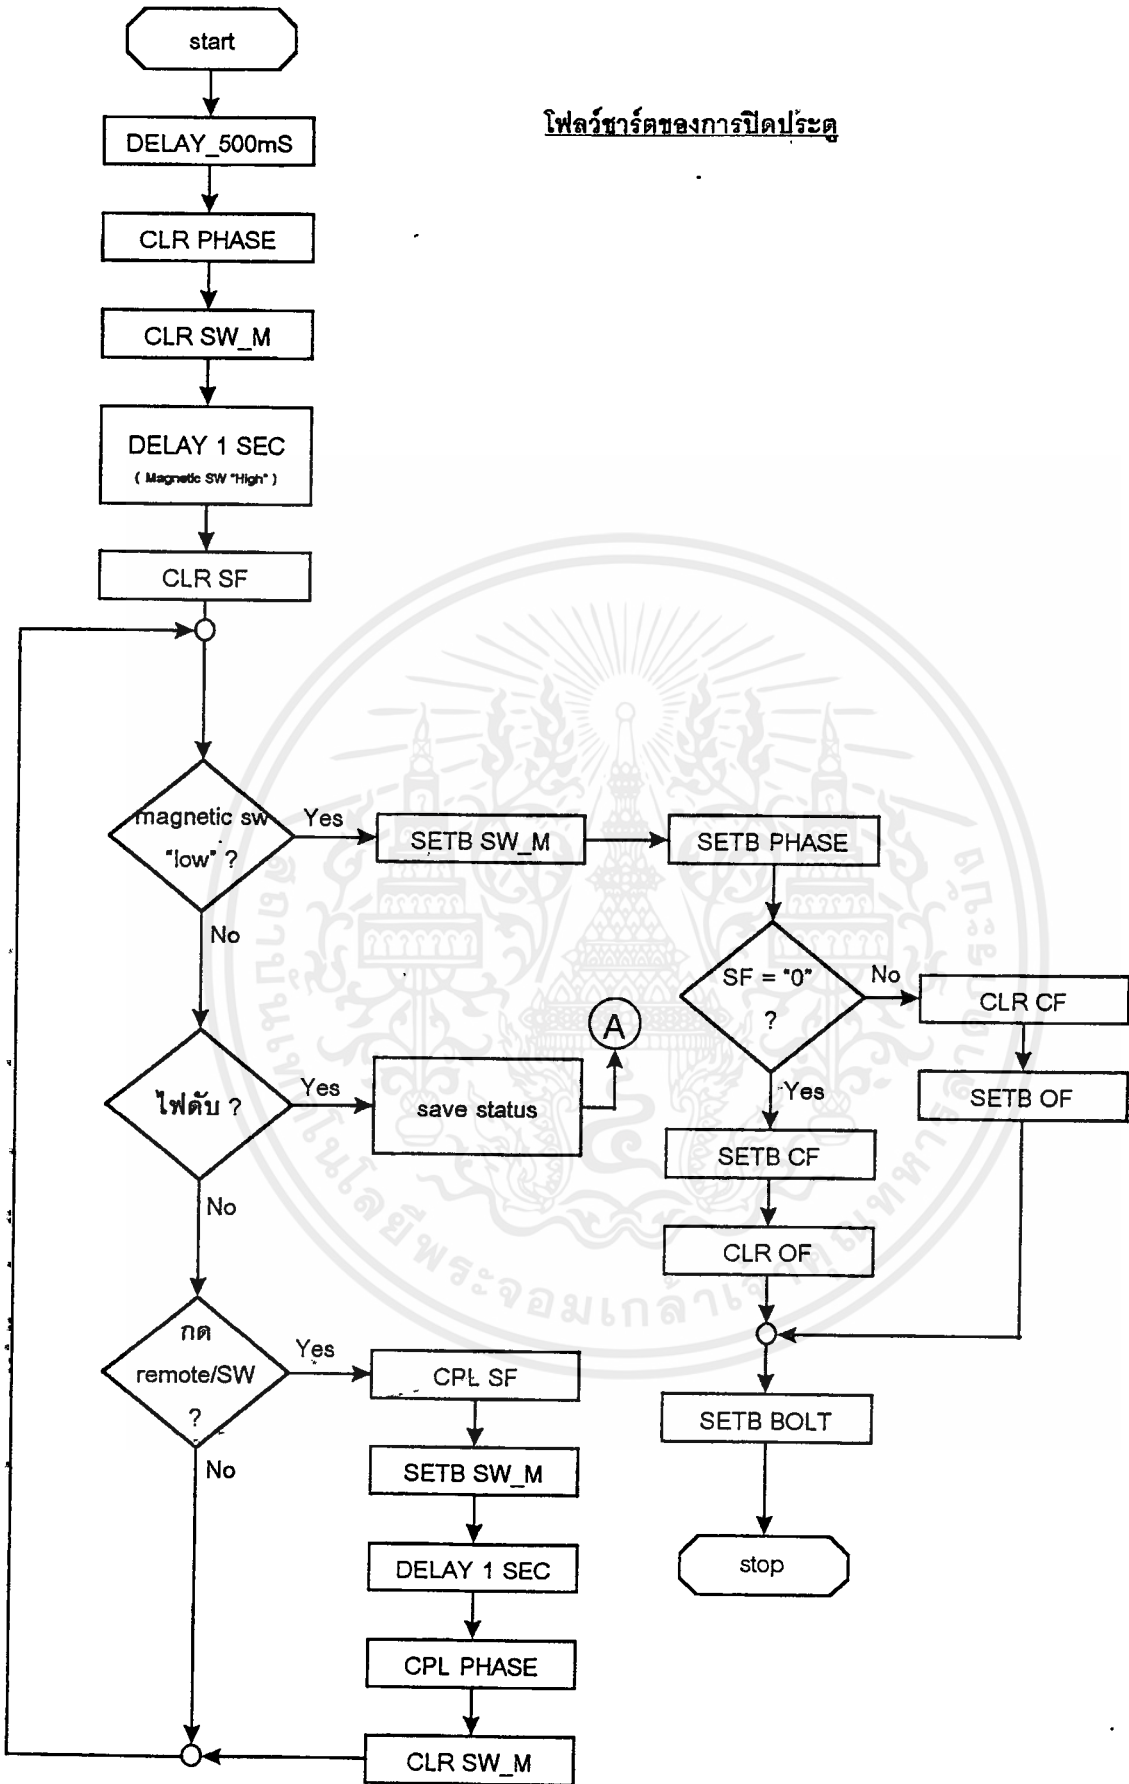 start
โฟลว์ชาร์ตของการปิดประตู
DELAY_500mS
CLR PHASE
CLR SW_M
DELAY 1 SEC
( Magnetic SW "High" )
CLR SF
magnetic sw
"low" ?
Yes
SETB SW_M
SETB PHASE
No
SF = "0"
?
No
CLR CF
SETB OF
Yes
SETB CF
CLR OF
A
ไฟดับ ?
Yes
save status
No
กด
remote/SW
?
Yes
CPL SF
No
SETB SW_M
DELAY 1 SEC
CPL PHASE
CLR SW_M
SETB BOLT
stop